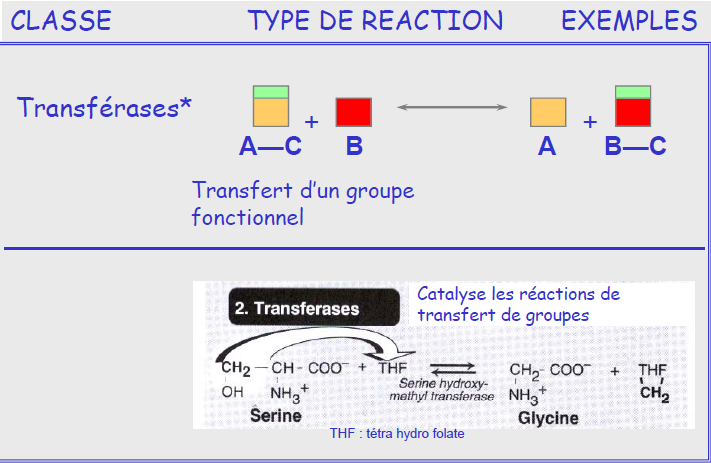 CLASSE TYPE DE REACTION EXEMPLES
Transférases*
+ +
A—C B A B—C
Transfert d'un groupe
fonctionnel
2. Transferases
Catalyse les réactions de
transfert de groupes
CH2 — CH - COO⁻ + THF CH2- COO⁻ + THF
OH NH3⁺ Serine hydroxy-
methyl transferase NH3⁺ CH2
Serine Glycine
THF : tétra hydro folate